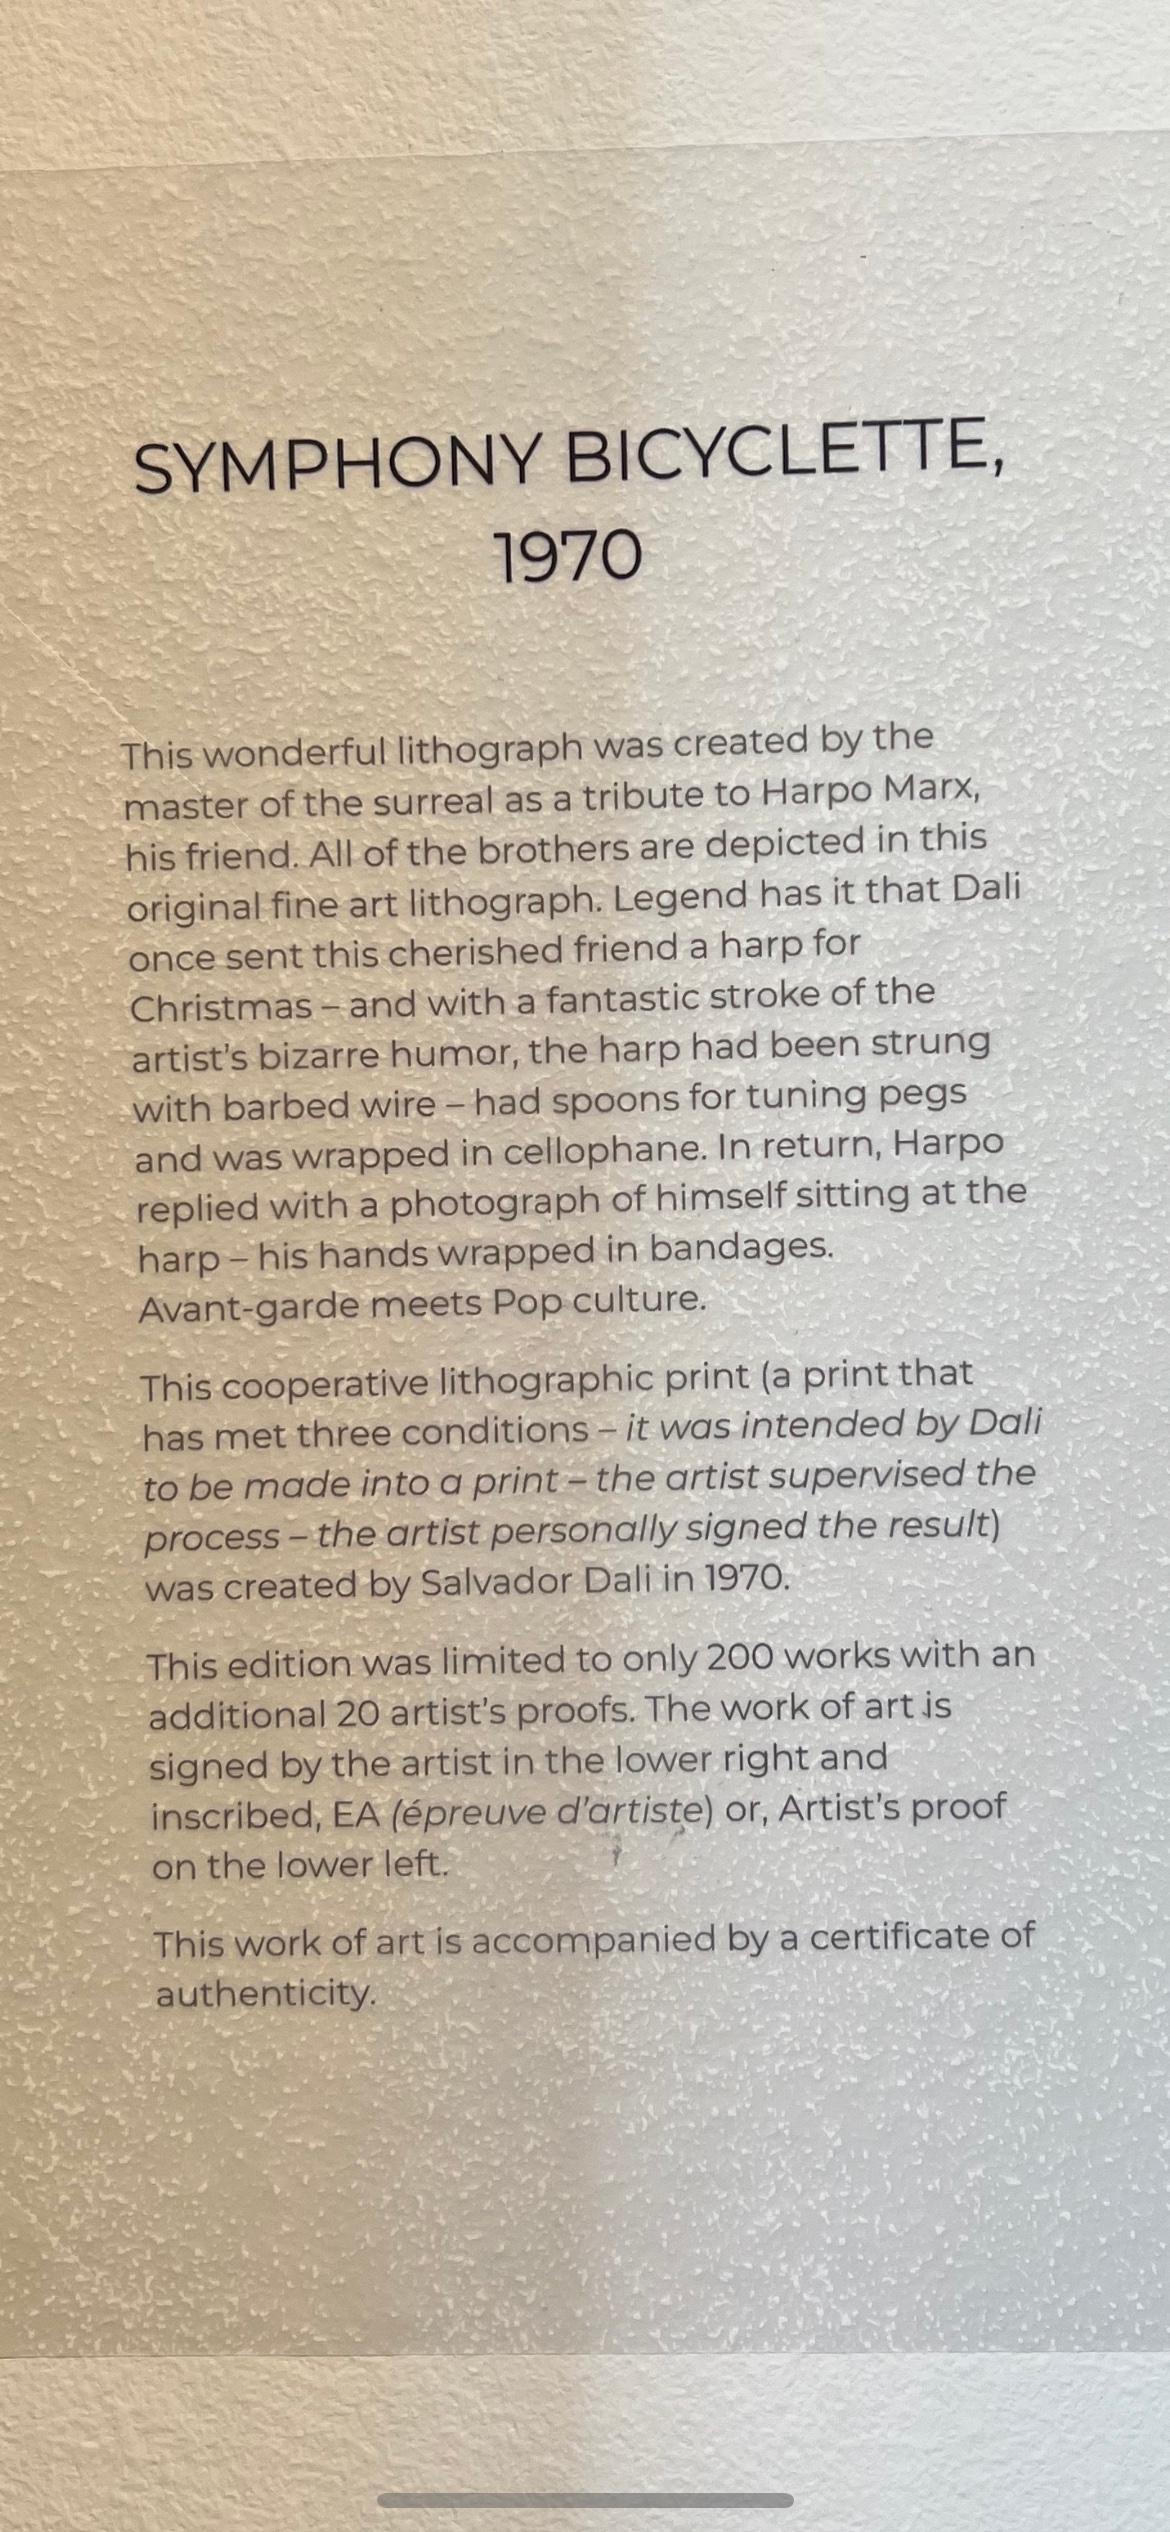 SYMPHONY BICYCLETTE,
1970
This wonderful lithograph was created by the
master of the surreal as a tribute to Harpo Marx,
his friend. All of the brothers are depicted in this
original fine art lithograph. Legend has it that Dali
once sent this cherished friend a harp for
Christmas – and with a fantastic stroke of the
artist's bizarre humor, the harp had been strung
with barbed wire – had spoons for tuning pegs
and was wrapped in cellophane. In return, Harpo
replied with a photograph of himself sitting at the
harp – his hands wrapped in bandages.
Avant-garde meets Pop culture.
This cooperative lithographic print (a print that
has met three conditions – it was intended by Dali
to be made into a print – the artist supervised the
process – the artist personally signed the result)
was created by Salvador Dali in 1970.
This edition was limited to only 200 works with an
additional 20 artist's proofs. The work of art is
signed by the artist in the lower right and
inscribed, EA (épreuve d'artiste) or, Artist's proof
on the lower left.
This work of art is accompanied by a certificate of
authenticity.